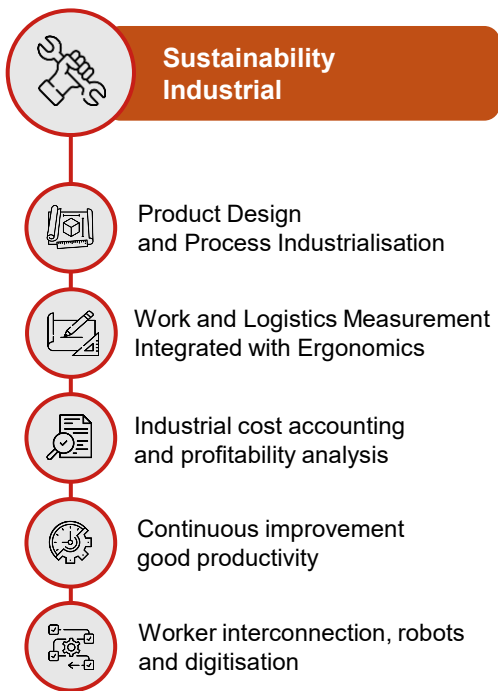 Sustainability
Industrial
Product Design
and Process Industrialisation
Work and Logistics Measurement
Integrated with Ergonomics
Industrial cost accounting
and profitability analysis
Continuous improvement
good productivity
Worker interconnection, robots
and digitisation